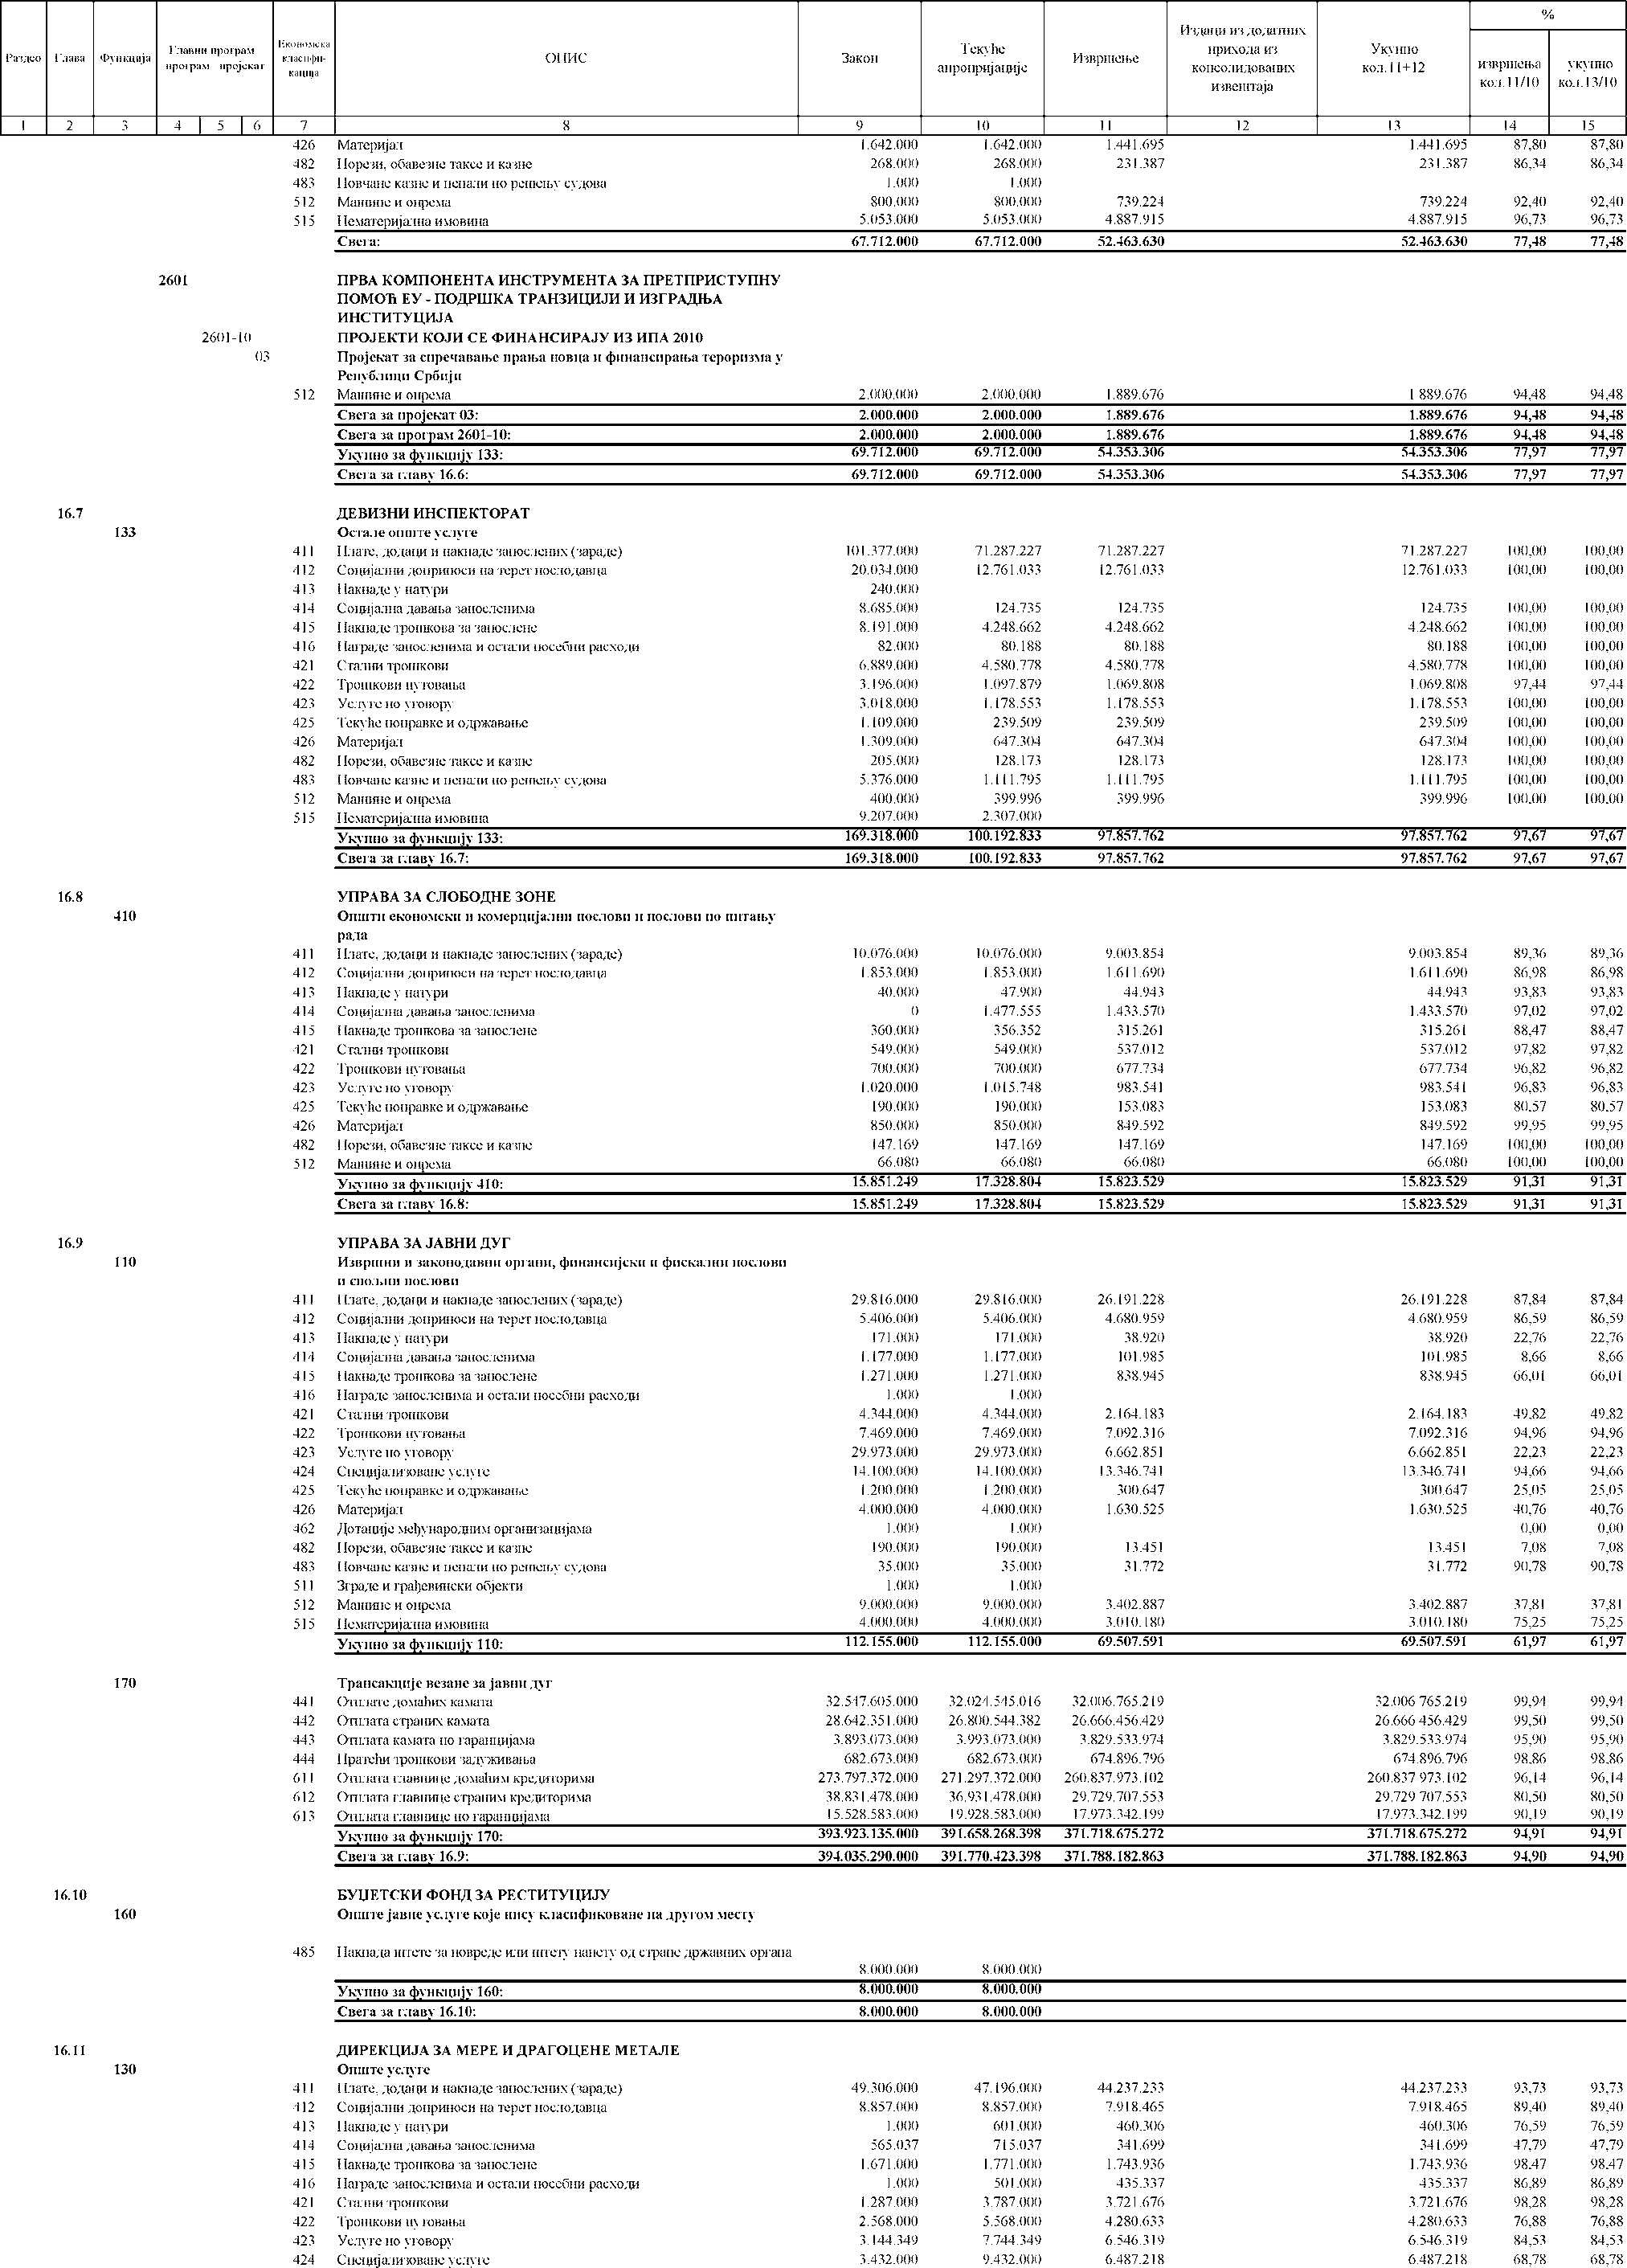 Раздео Глава Функција Главни програм програм пројекат Економска класифи-кација ОПИС Закон Текуће апропријације Извршење Издаци из додатних прихода из консолидованих извештаја Укупно кол.11+12 % извршења кол.11/10 укупно кол.13/10
1 2 3 4 5 6 7 8 9 10 11 12 13 14 15
426 Материјал 1.642.000 1.642.000 1.441.695 1.441.695 87,80 87,80
482 Порези, обавезне таксе и казне 268.000 268.000 231.387 231.387 86,34 86,34
483 Новчане казне и пенали по решењу судова 1.000 1.000
512 Машине и опрема 800.000 800.000 739.224 739.224 92,40 92,40
515 Нематеријална имовина 5.053.000 5.053.000 4.887.915 4.887.915 96,73 96,73
Свега: 67.712.000 67.712.000 52.463.630 52.463.630 77,48 77,48
2601 ПРВА КОМПОНЕНТА ИНСТРУМЕНТА ЗА ПРЕТПРИСТУПНУ
ПОМОЋ ЕУ - ПОДРШКА ТРАНЗИЦИЈИ И ИЗГРАДЊА
ИНСТИТУЦИЈА
2601-10 ПРОЈЕКТИ КОЈИ СЕ ФИНАНСИРАЈУ ИЗ ИПА 2010
03 Пројекат за спречавање прања новца и финансирања тероризма у
Републици Србији
512 Машине и опрема 2.000.000 2.000.000 1.889.676 1 889.676 94,48 94,48
Свега за пројекат 03: 2.000.000 2.000.000 1.889.676 1.889.676 94,48 94,48
Свега за програм 2601-10: 2.000.000 2.000.000 1.889.676 1.889.676 94,48 94,48
Укупно за функцију 133: 69.712.000 69.712.000 54.353.306 54.353.306 77,97 77,97
Свега за главу 16.6: 69.712.000 69.712.000 54.353.306 54.353.306 77,97 77,97
16.7 ДЕВИЗНИ ИНСПЕКТОРАТ
133 Остале опште услуге
411 Плате, додаци и накнаде запослених (зараде) 101.377.000 71.287.227 71.287.227 71.287.227 100,00 100,00
412 Социјални доприноси на терет послодавца 20.034.000 12.761.033 12.761.033 12.761.033 100,00 100,00
413 Накнаде у натури 240.000
414 Социјална давања запосленима 8.685.000 124.735 124.735 124.735 100,00 100,00
415 Накнаде трошкова за запослене 8.191.000 4.248.662 4.248.662 4.248.662 100,00 100,00
416 Награде запосленима и остали посебни расходи 82.000 80.188 80.188 80.188 100,00 100,00
421 Стални трошкови 6.889.000 4.580.778 4.580.778 4.580.778 100,00 100,00
422 Трошкови путовања 3.196.000 1.097.879 1.069.808 1.069.808 97,44 97,44
423 Услуге по уговору 3.018.000 1.178.553 1.178.553 1.178.553 100,00 100,00
425 Текуће поправке и одржавање 1.109.000 239.509 239.509 239.509 100,00 100,00
426 Материјал 1.309.000 647.304 647.304 647.304 100,00 100,00
482 Порези, обавезне таксе и казне 205.000 128.173 128.173 128.173 100,00 100,00
483 Новчане казне и пенали по решењу судова 5.376.000 1.111.795 1.111.795 1.111.795 100,00 100,00
512 Машине и опрема 400.000 399.996 399.996 399.996 100,00 100,00
515 Нематеријална имовина 9.207.000 2.307.000
Укупно за функцију 133: 169.318.000 100.192.833 97.857.762 97.857.762 97,67 97,67
Свега за главу 16.7: 169.318.000 100.192.833 97.857.762 97.857.762 97,67 97,67
16.8 УПРАВА ЗА СЛОБОДНЕ ЗОНЕ
410 Општи економски и комерцијални послови и послови по питању
рада
411 Плате, додаци и накнаде запослених (зараде) 10.076.000 10.076.000 9.003.854 9.003.854 89,36 89,36
412 Социјални доприноси на терет послодавца 1.853.000 1.853.000 1.611.690 1.611.690 86,98 86,98
413 Накнаде у натури 40.000 47.900 44.943 44.943 93,83 93,83
414 Социјална давања запосленима 0 1.477.555 1.433.570 1.433.570 97,02 97,02
415 Накнаде трошкова за запослене 360.000 356.352 315.261 315.261 88,47 88,47
421 Стални трошкови 549.000 549.000 537.012 537.012 97,82 97,82
422 Трошкови путовања 700.000 700.000 677.734 677.734 96,82 96,82
423 Услуге по уговору 1.020.000 1.015.748 983.541 983.541 96,83 96,83
425 Текуће поправке и одржавање 190.000 190.000 153.083 153.083 80,57 80,57
426 Материјал 850.000 850.000 849.592 849.592 99,95 99,95
482 Порези, обавезне таксе и казне 147.169 147.169 147.169 147.169 100,00 100,00
512 Машине и опрема 66.080 66.080 66.080 66.080 100,00 100,00
Укупно за функцију 410: 15.851.249 17.328.804 15.823.529 15.823.529 91,31 91,31
Свега за главу 16.8: 15.851.249 17.328.804 15.823.529 15.823.529 91,31 91,31
16.9 УПРАВА ЗА ЈАВНИ ДУГ
110 Извршни и законодавни органи, финансијски и фискални послови
и спољни послови
411 Плате, додаци и накнаде запослених (зараде) 29.816.000 29.816.000 26.191.228 26.191.228 87,84 87,84
412 Социјални доприноси на терет послодавца 5.406.000 5.406.000 4.680.959 4.680.959 86,59 86,59
413 Накнаде у натури 171.000 171.000 38.920 38.920 22,76 22,76
414 Социјална давања запосленима 1.177.000 1.177.000 101.985 101.985 8,66 8,66
415 Накнаде трошкова за запослене 1.271.000 1.271.000 838.945 838.945 66,01 66,01
416 Награде запосленима и остали посебни расходи 1.000 1.000
421 Стални трошкови 4.344.000 4.344.000 2.164.183 2.164.183 49,82 49,82
422 Трошкови путовања 7.469.000 7.469.000 7.092.316 7.092.316 94,96 94,96
423 Услуге по уговору 29.973.000 29.973.000 6.662.851 6.662.851 22,23 22,23
424 Специјализоване услуге 14.100.000 14.100.000 13.346.741 13.346.741 94,66 94,66
425 Текуће поправке и одржавање 1.200.000 1.200.000 300.647 300.647 25,05 25,05
426 Материјал 4.000.000 4.000.000 1.630.525 1.630.525 40,76 40,76
462 Дотације међународним организацијама 1.000 1.000 0,00 0,00
482 Порези, обавезне таксе и казне 190.000 190.000 13.451 13.451 7,08 7,08
483 Новчане казне и пенали по решењу судова 35.000 35.000 31.772 31.772 90,78 90,78
511 Зграде и грађевински објекти 1.000 1.000
512 Машине и опрема 9.000.000 9.000.000 3.402.887 3.402.887 37,81 37,81
515 Нематеријална имовина 4.000.000 4.000.000 3.010.180 3.010.180 75,25 75,25
Укупно за функцију 110: 112.155.000 112.155.000 69.507.591 69.507.591 61,97 61,97
170 Трансакције везане за јавни дуг
441 Отплате домаћих камата 32.547.605.000 32.024.545.016 32.006.765.219 32.006 765.219 99,94 99,94
442 Отплата страних камата 28.642.351.000 26.800.544.382 26.666.456.429 26.666 456.429 99,50 99,50
443 Отплата камата по гаранцијама 3.893.073.000 3.993.073.000 3.829.533.974 3.829.533.974 95,90 95,90
444 Пратећи трошкови задуживања 682.673.000 682.673.000 674.896.796 674.896.796 98,86 98,86
611 Отплата главнице домаћим кредиторима 273.797.372.000 271.297.372.000 260.837.973.102 260.837 973.102 96,14 96,14
612 Отплата главнице страним кредиторима 38.831.478.000 36.931.478.000 29.729.707.553 29.729 707.553 80,50 80,50
613 Отплата главнице по гаранцијама 15.528.583.000 19.928.583.000 17.973.342.199 17.973.342.199 90,19 90,19
Укупно за функцију 170: 393.923.135.000 391.658.268.398 371.718.675.272 371.718.675.272 94,91 94,91
Свега за главу 16.9: 394.035.290.000 391.770.423.398 371.788.182.863 371.788.182.863 94,90 94,90
16.10 БУЏЕТСКИ ФОНД ЗА РЕСТИТУЦИЈУ
160 Опште јавне услуге које нису класификоване на другом месту
485 Накнада штете за повреде или штету нанету од стране државних органа
8.000.000 8.000.000
Укупно за функцију 160: 8.000.000 8.000.000
Свега за главу 16.10: 8.000.000 8.000.000
16.11 ДИРЕКЦИЈА ЗА МЕРЕ И ДРАГОЦЕНЕ МЕТАЛЕ
130 Опште услуге
411 Плате, додаци и накнаде запослених (зараде) 49.306.000 47.196.000 44.237.233 44.237.233 93,73 93,73
412 Социјални доприноси на терет послодавца 8.857.000 8.857.000 7.918.465 7.918.465 89,40 89,40
413 Накнаде у натури 1.000 601.000 460.306 460.306 76,59 76,59
414 Социјална давања запосленима 565.037 715.037 341.699 341.699 47,79 47,79
415 Накнаде трошкова за запослене 1.671.000 1.771.000 1.743.936 1.743.936 98,47 98,47
416 Награде запосленима и остали посебни расходи 1.000 501.000 435.337 435.337 86,89 86,89
421 Стални трошкови 1.287.000 3.787.000 3.721.676 3.721.676 98,28 98,28
422 Трошкови путовања 2.568.000 5.568.000 4.280.633 4.280.633 76,88 76,88
423 Услуге по уговору 3.144.349 7.744.349 6.546.319 6.546.319 84,53 84,53
424 Специјализоване услуге 3.432.000 9.432.000 6.487.218 6.487.218 68,78 68,78